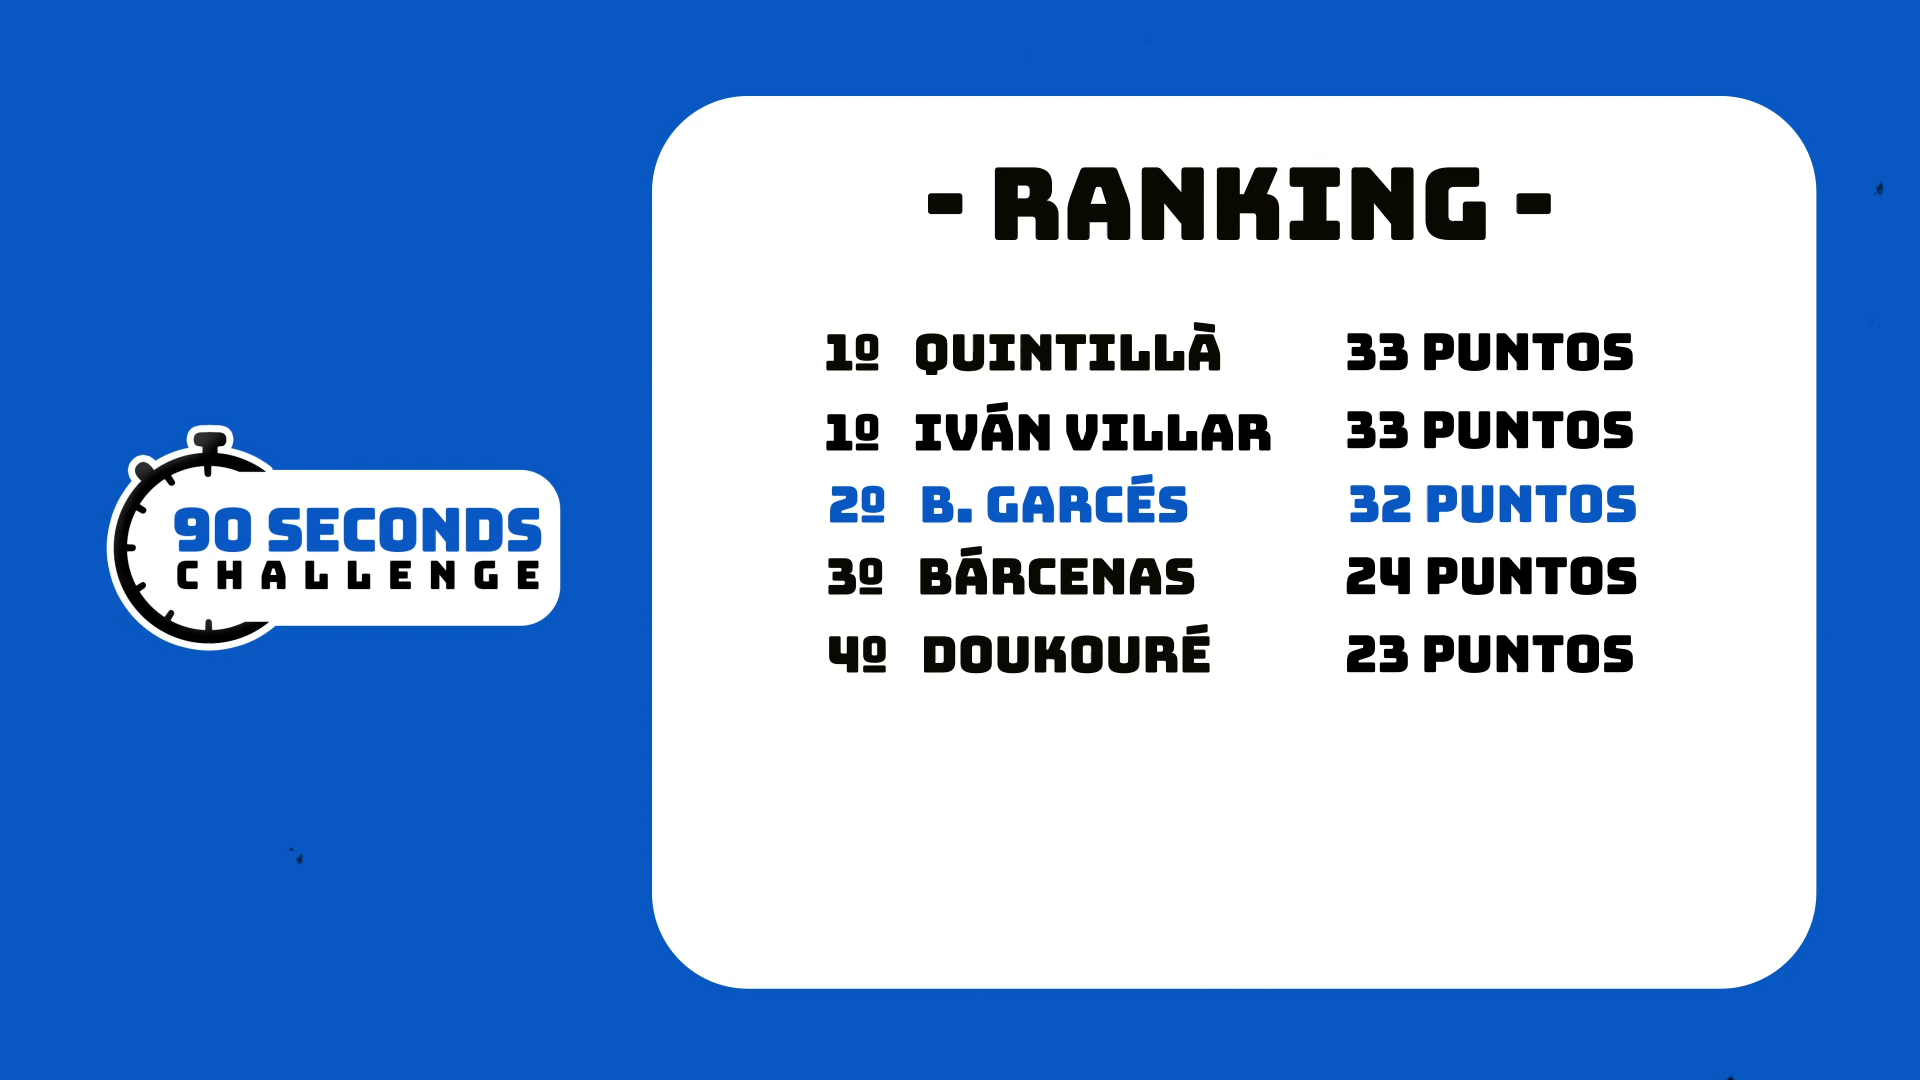 90 SECONDS
CHALLENGE
- RANKING -
1º QUINTILLÀ 33 PUNTOS
1º IVÁN VILLAR 33 PUNTOS
2º B. GARCÉS 32 PUNTOS
3º BÁRCENAS 24 PUNTOS
4º DOUKOURÉ 23 PUNTOS